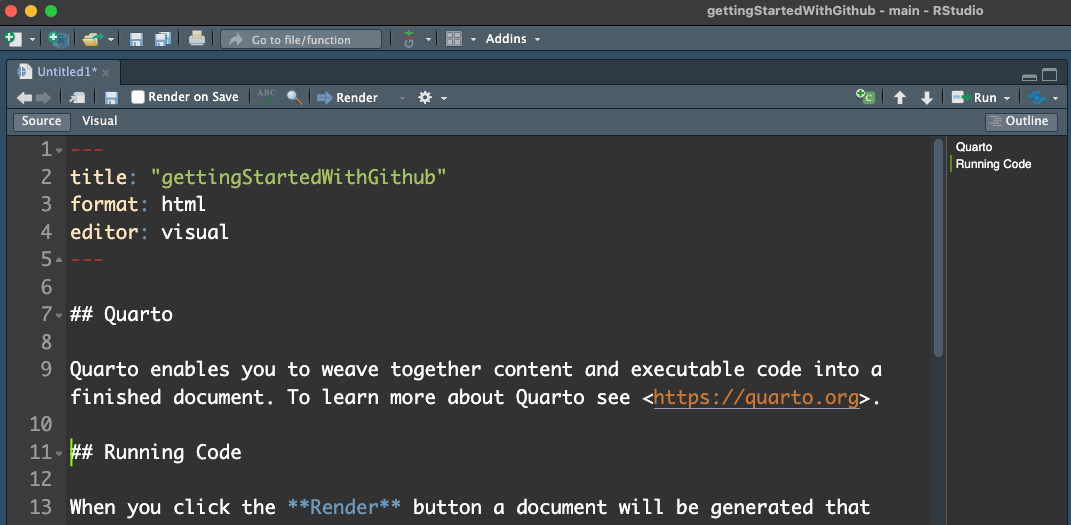 gettingStartedWithGithub - main - RStudio
Go to file/function
Addins
Untitled1*
Render on Save
ABC
Render
Run
Source
Visual
Outline
1 ---
2 title: "gettingStartedWithGithub"
3 format: html
4 editor: visual
5 ---
6
7 ## Quarto
8
9 Quarto enables you to weave together content and executable code into a
finished document. To learn more about Quarto see <https://quarto.org>.
10
11 ## Running Code
12
13 When you click the **Render** button a document will be generated that
Quarto
Running Code